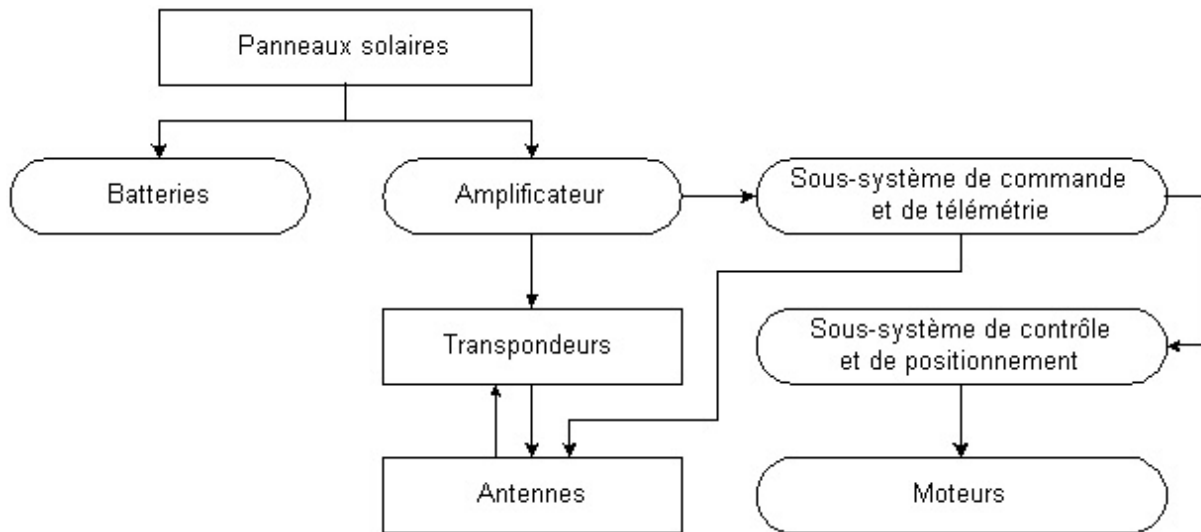 Panneaux solaires
Batteries
Amplificateur
Sous-système de commande
et de télémétrie
Transpondeurs
Sous-système de contrôle
et de positionnement
Antennes
Moteurs